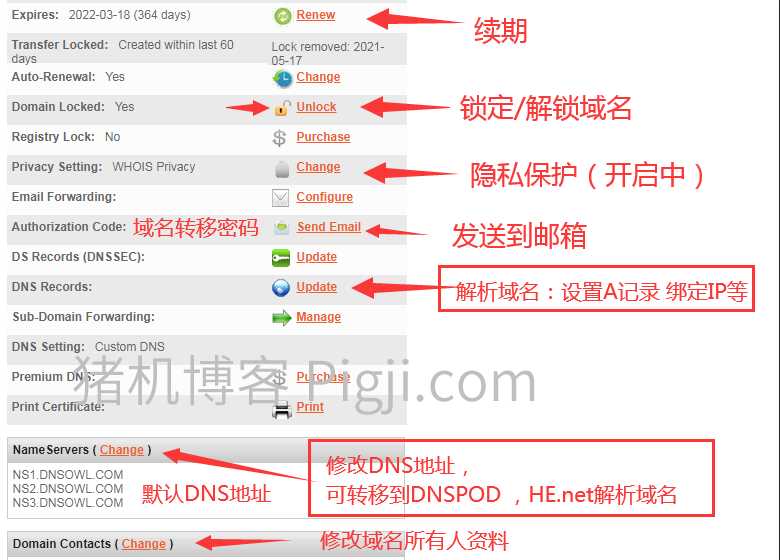 Expires: 2022-03-18 (364 days) Renew 续期
Transfer Locked: Created within last 60 days Lock removed: 2021-05-17
Auto-Renewal: Yes Change
Domain Locked: Yes Unlock 锁定/解锁域名
Registry Lock: No Purchase
Privacy Setting: WHOIS Privacy Change 隐私保护（开启中）
Email Forwarding: Configure
Authorization Code: 域名转移密码 Send Email 发送到邮箱
DS Records (DNSSEC): Update
DNS Records: Update 解析域名：设置A记录 绑定IP等
Sub-Domain Forwarding: Manage
DNS Setting: Custom DNS
猪机博客 Pigji.com
Premium DNS: Purchase
Print Certificate: Print
NameServers ( Change )
NS1.DNSOWL.COM
NS2.DNSOWL.COM
NS3.DNSOWL.COM
默认DNS地址
修改DNS地址，
可转移到DNSPOD ，HE.net解析域名
Domain Contacts ( Change ) 修改域名所有人资料